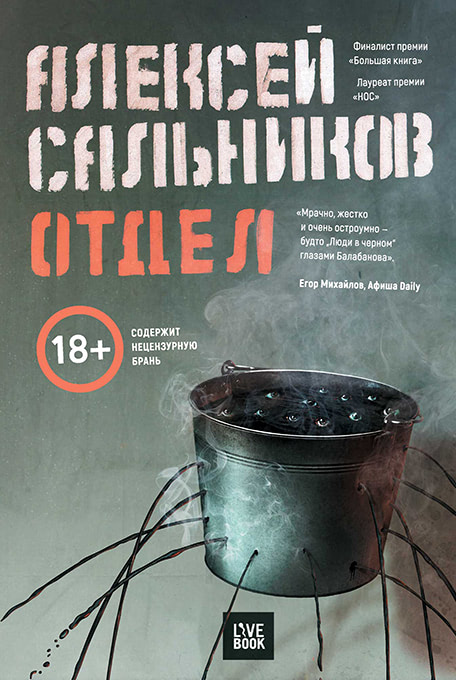 АЛЕКСЕЙ
САЛЬНИКОВ
ОТДЕЛ
Финалист премии
«Большая книга»
Лауреат премии
«НОС»
«Мрачно, жестко
и очень остроумно —
будто „Люди в черном“
глазами Балабанова».
Егор Михайлов, Афиша Daily
18+
СОДЕРЖИТ
НЕЦЕНЗУРНУЮ
БРАНЬ
LIVE
BOOK